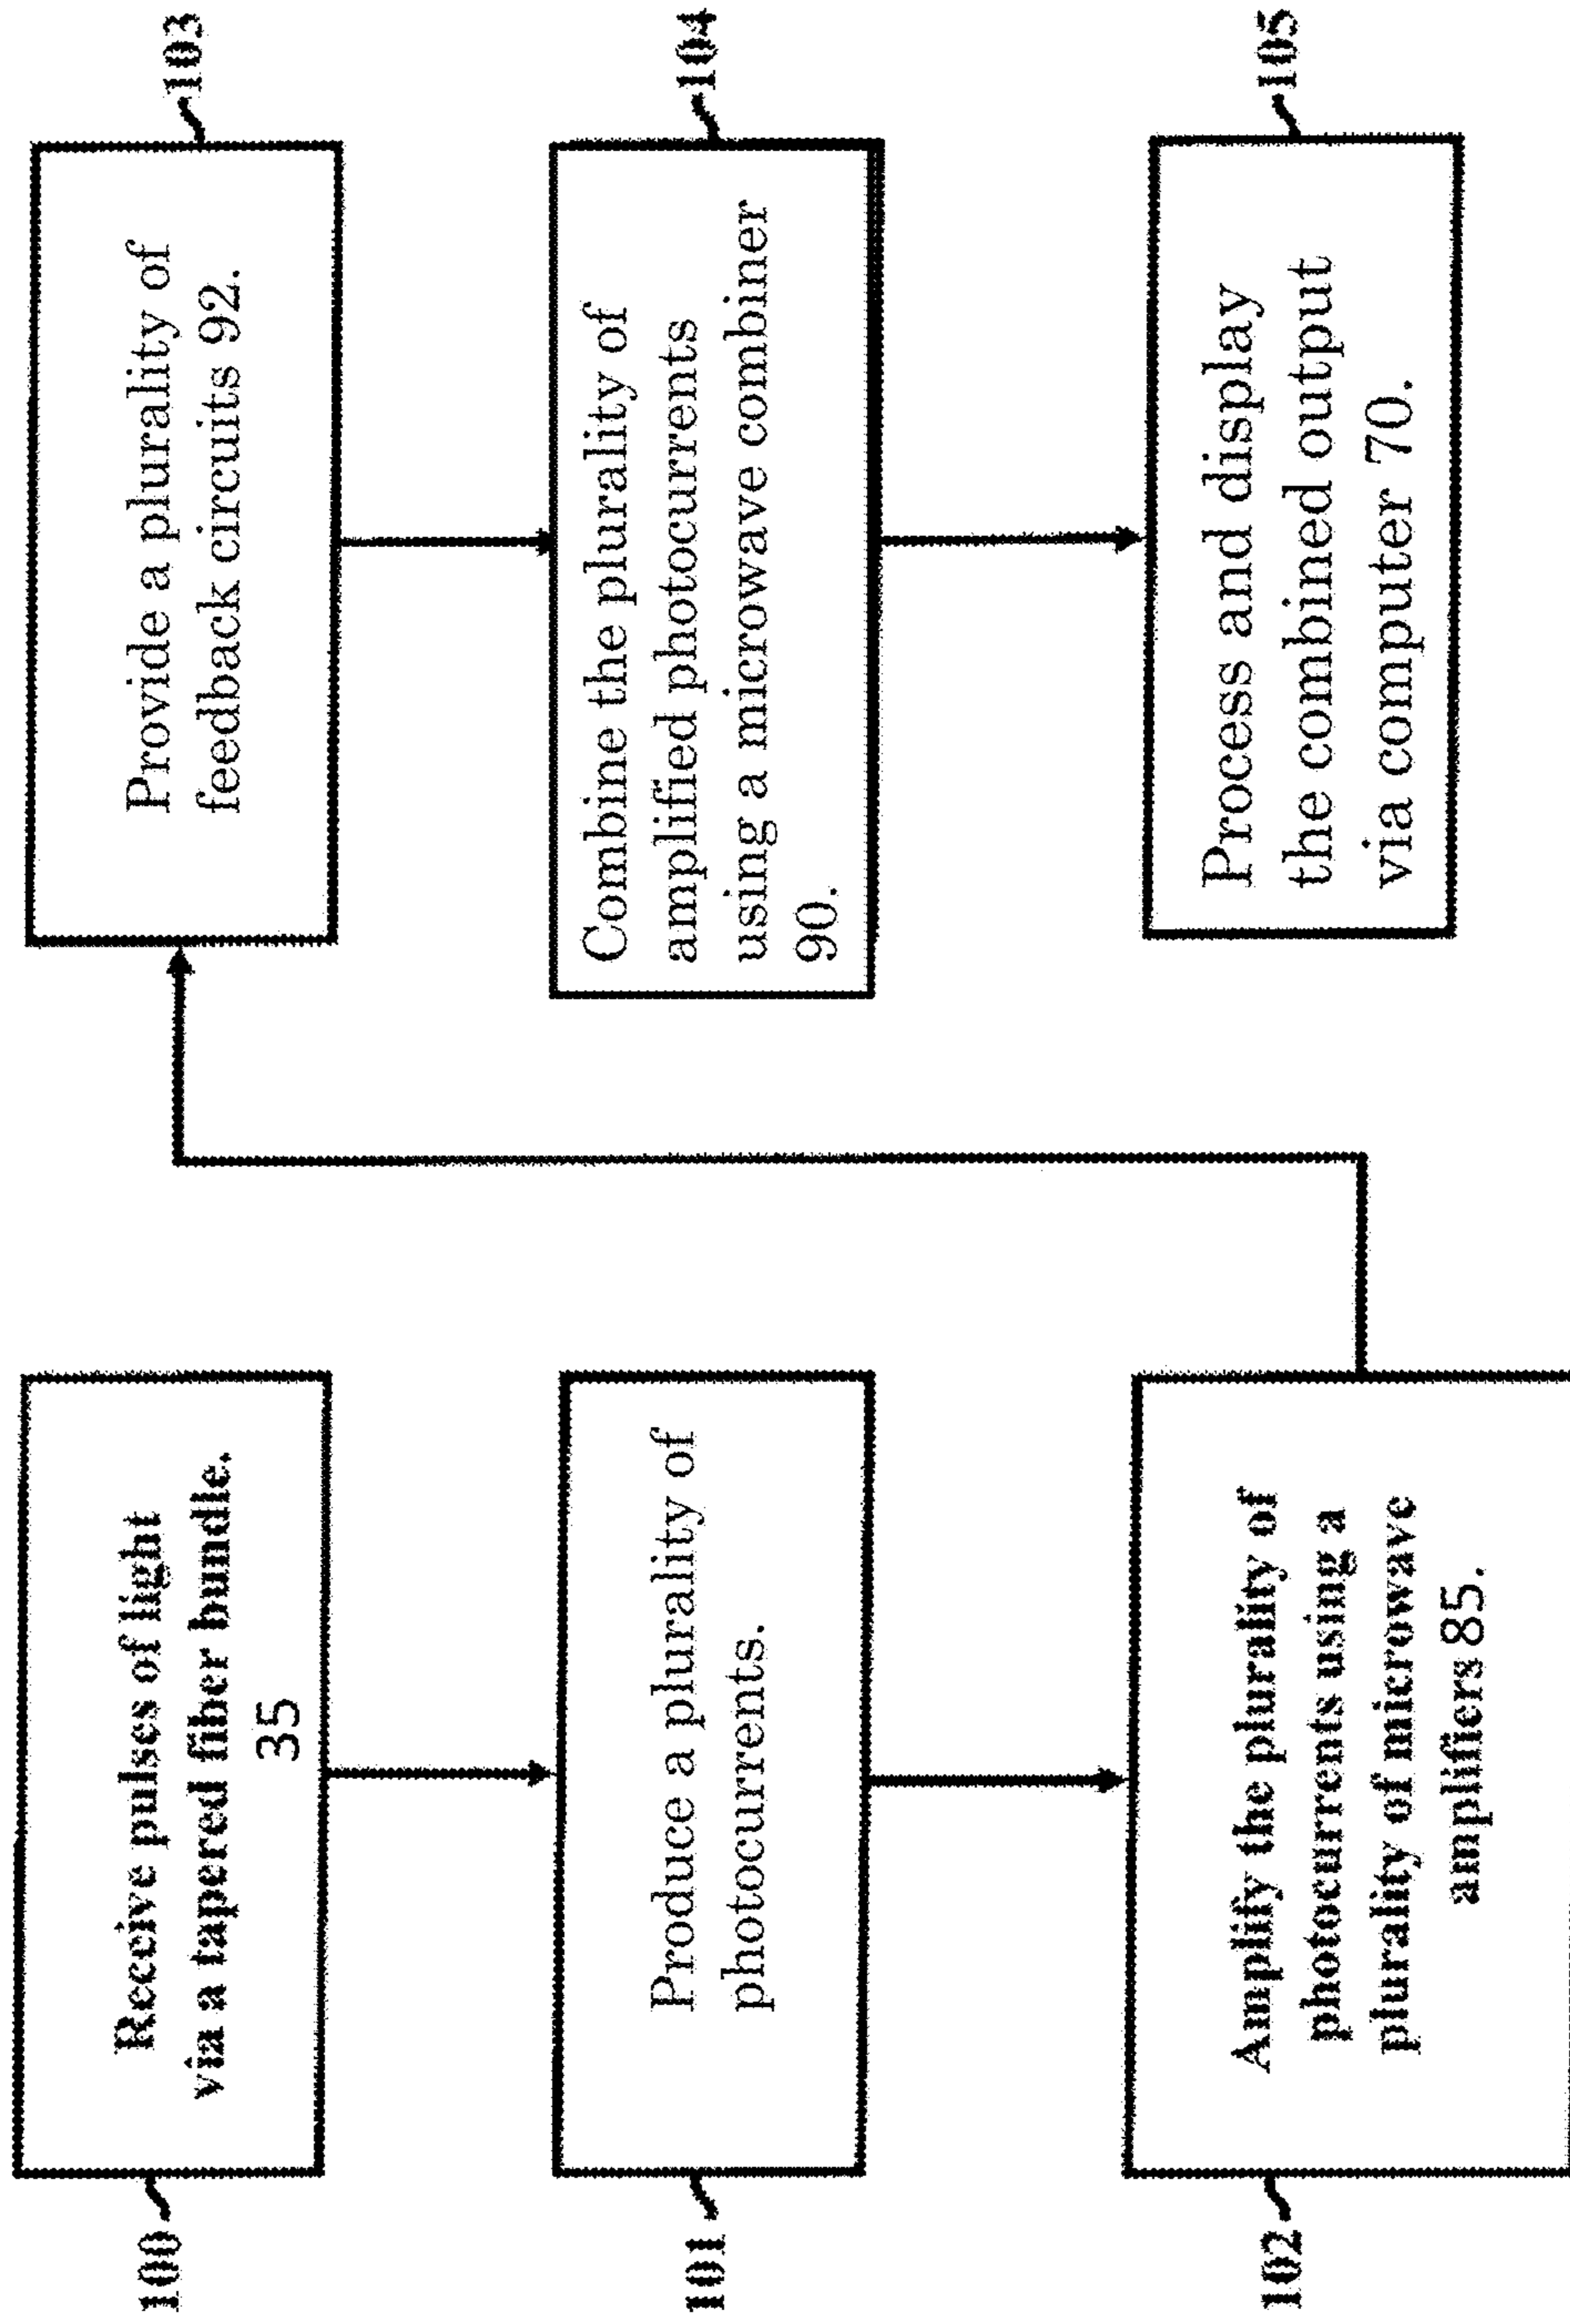 100
Receive pulses of light
via a tapered fiber bundle.
35
101
Produce a plurality of
photocurrents.
102
Amplify the plurality of
photocurrents using a
plurality of microwave
amplifiers 85.
103
Provide a plurality of
feedback circuits 92.
104
Combine the plurality of
amplified photocurrents
using a microwave combiner
90.
105
Process and display
the combined output
via computer 70.